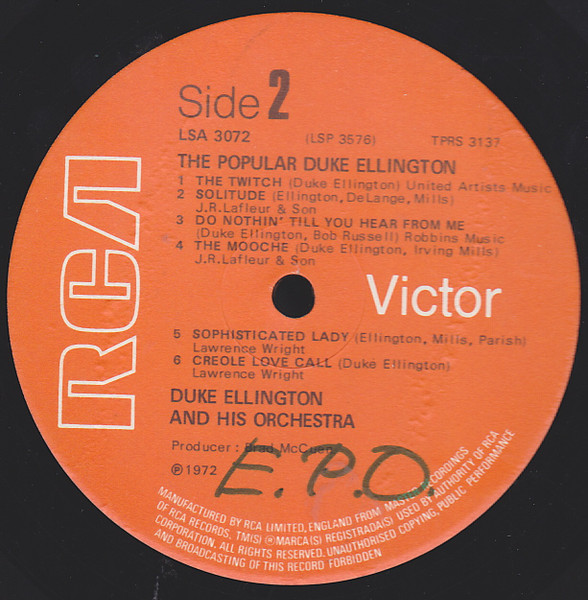 RCA
Side 2
LSA 3072 (LSP 3576) TPRS 3137
THE POPULAR DUKE ELLINGTON
1 THE TWITCH (Duke Ellington) United Artists Music
2 SOLITUDE (Ellington, DeLange, Mills)
J.R.Lafleur & Son
3 DO NOTHIN' TILL YOU HEAR FROM ME
(Duke Ellington, Bob Russell) Robbins Music
4 THE MOOCHE (Duke Ellington, Irving Mills)
J.R.Lafleur & Son
Victor
5 SOPHISTICATED LADY (Ellington, Mills, Parish)
Lawrence Wright
6 CREOLE LOVE CALL (Duke Ellington)
Lawrence Wright
DUKE ELLINGTON
AND HIS ORCHESTRA
Producer : Brad McCuen
℗1972
E.P.O.
MANUFACTURED BY RCA LIMITED, ENGLAND FROM MASTER RECORDINGS
OF RCA RECORDS. TM(S) ® MARCA(S) REGISTRADA(S) USED BY AUTHORITY OF RCA
CORPORATION. ALL RIGHTS RESERVED. UNAUTHORISED COPYING, PUBLIC PERFORMANCE
AND BROADCASTING OF THIS RECORD FORBIDDEN